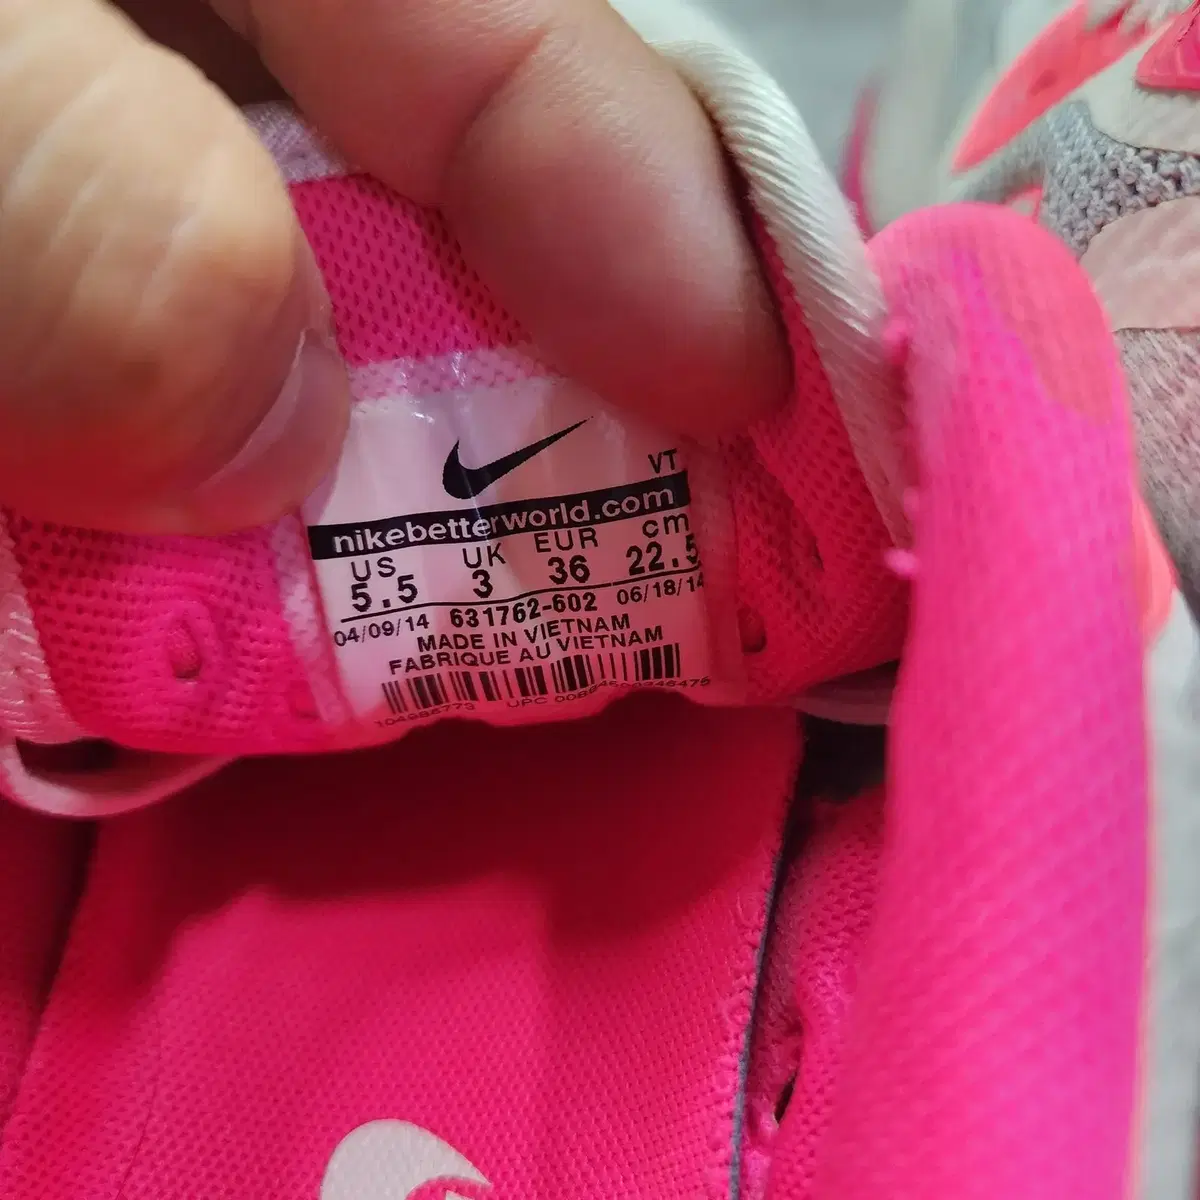 VT
nikebetterworld.com
US UK EUR cm
5.5 3 36 22.5
04/09/14 631762-602 06/18/14
MADE IN VIETNAM
FABRIQUE AU VIETNAM
UPC